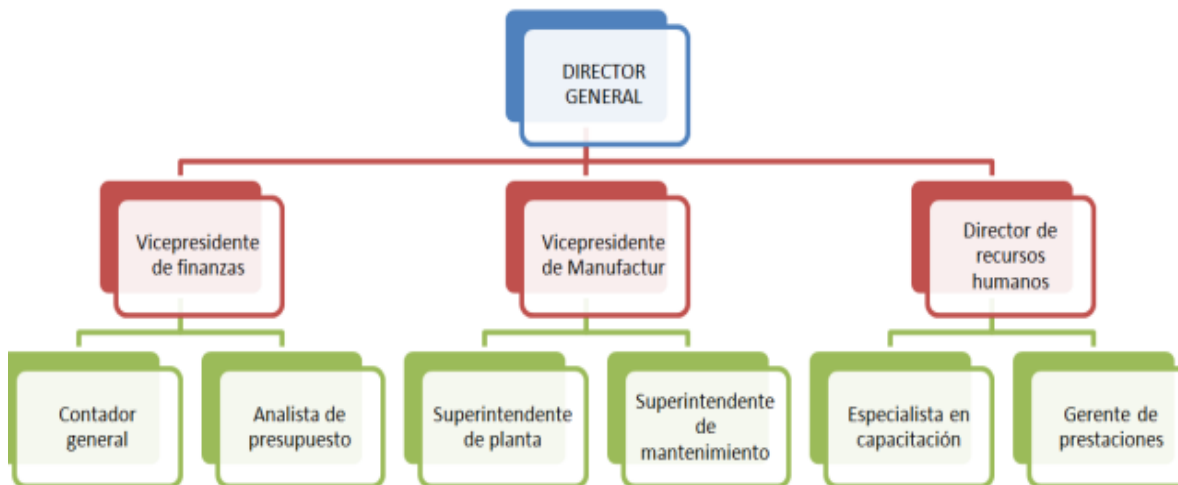 DIRECTOR
GENERAL
Vicepresidente
de finanzas
Vicepresidente
de Manufactur
Director de
recursos
humanos
Contador
general
Analista de
presupuesto
Superintendente
de planta
Superintendente
de
mantenimiento
Especialista en
capacitación
Gerente de
prestaciones